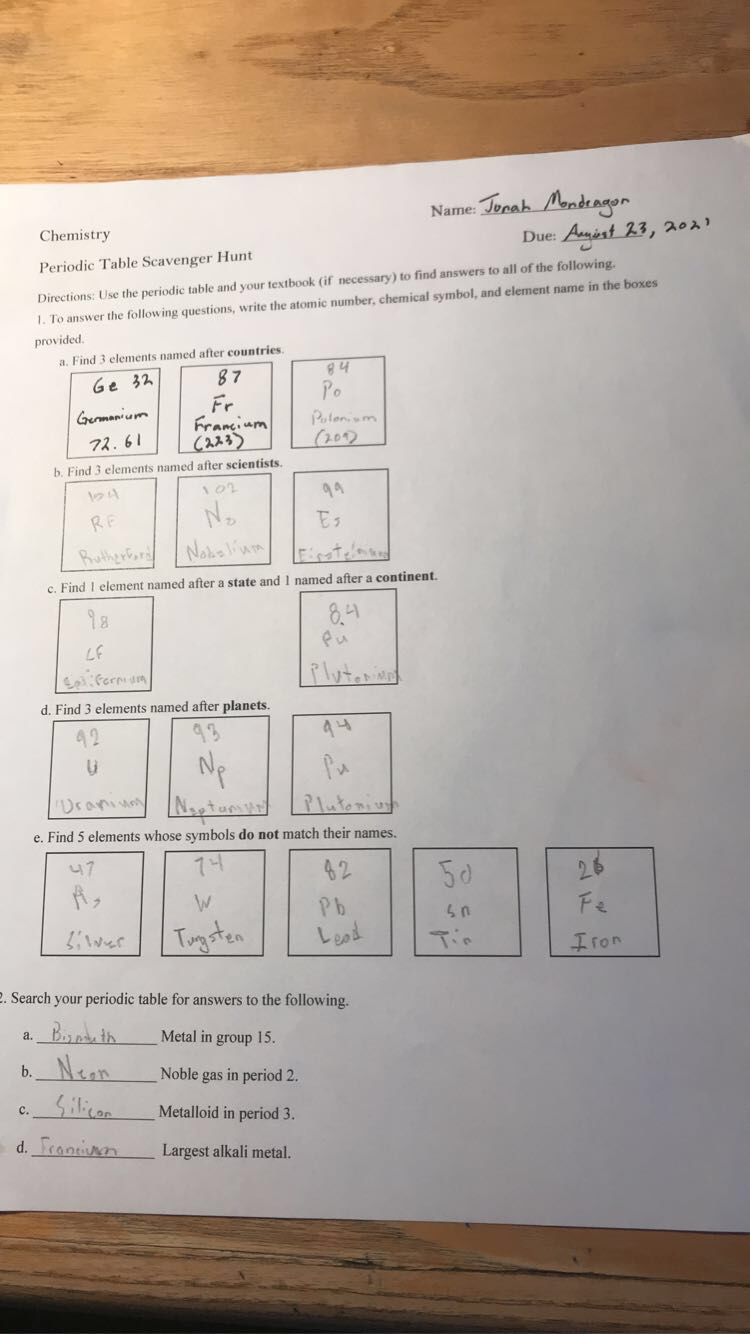 Name: Jonah Mondragon
Chemistry
Due: August 23, 2021
Periodic Table Scavenger Hunt
Directions: Use the periodic table and your textbook (if necessary) to find answers to all of the following.
1. To answer the following questions, write the atomic number, chemical symbol, and element name in the boxes
provided.
a. Find 3 elements named after countries.
Ge 32
Germanium
72.61
87
Fr
Francium
(223)
84
Po
Polonium
(209)
b. Find 3 elements named after scientists.
104
RF
Rutherford
102
No
Nobelium
99
Es
Einsteinium
c. Find 1 element named after a state and 1 named after a continent.
98
CF
Californium
84
Pu
Plutonium
d. Find 3 elements named after planets.
92
U
Uranium
93
Np
Neptunium
94
Pu
Plutonium
e. Find 5 elements whose symbols do not match their names.
47
Ag
Silver
74
W
Tungsten
82
Pb
Lead
50
Sn
Tin
26
Fe
Iron
2. Search your periodic table for answers to the following.
a. Bismuth Metal in group 15.
b. Neon Noble gas in period 2.
c. Silicon Metalloid in period 3.
d. Francium Largest alkali metal.